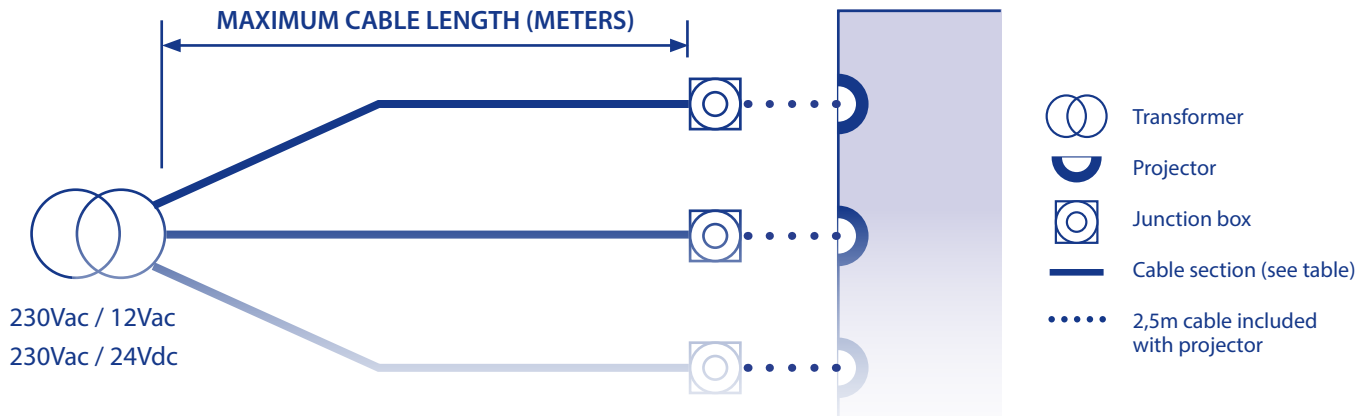 MAXIMUM CABLE LENGTH (METERS)
230Vac / 12Vac
230Vac / 24Vdc
Transformer
Projector
Junction box
Cable section (see table)
2,5m cable included
with projector